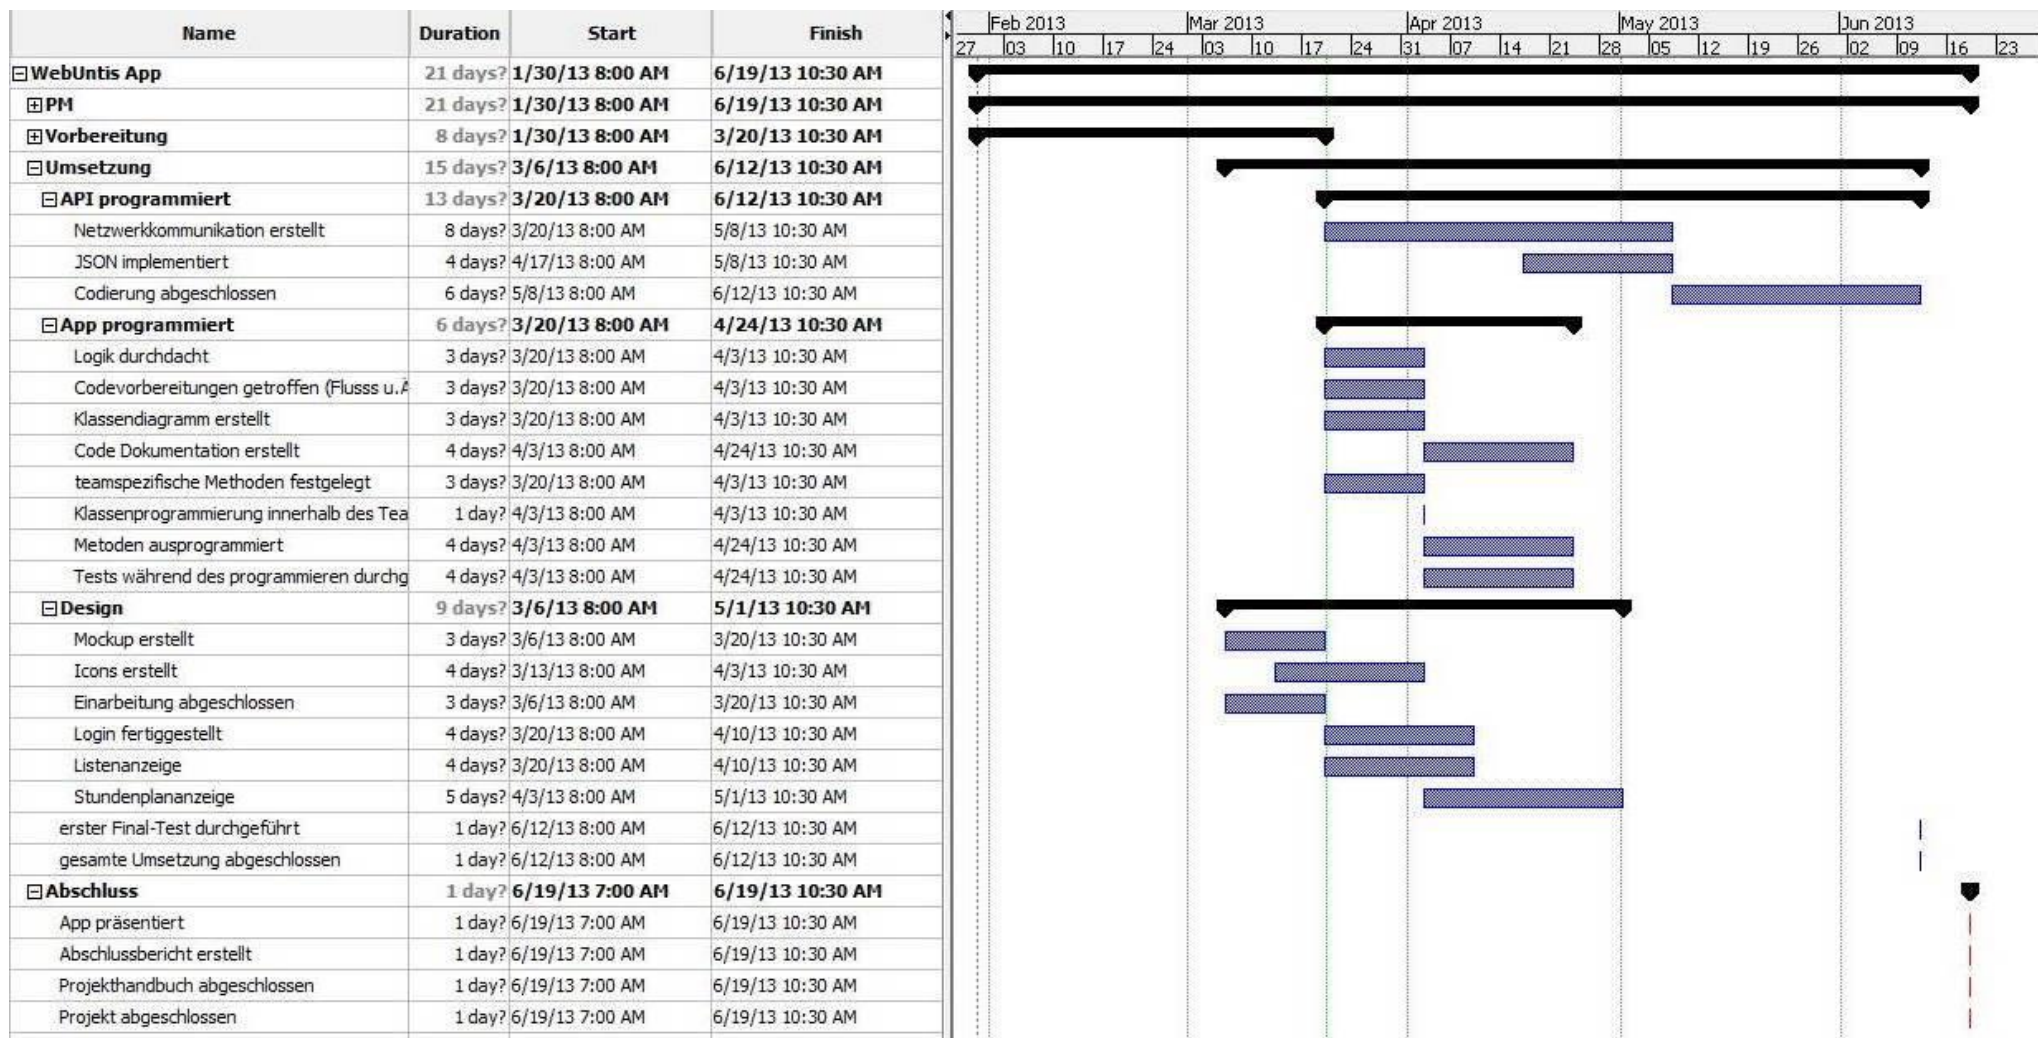 Name Duration Start Finish Feb 2013 Mar 2013 Apr 2013 May 2013 Jun 2013
27 03 10 17 24 03 10 17 24 31 07 14 21 28 05 12 19 26 02 09 16 23
WebUntis App 21 days? 1/30/13 8:00 AM 6/19/13 10:30 AM
PM 21 days? 1/30/13 8:00 AM 6/19/13 10:30 AM
Vorbereitung 8 days? 1/30/13 8:00 AM 3/20/13 10:30 AM
Umsetzung 15 days? 3/6/13 8:00 AM 6/12/13 10:30 AM
API programmiert 13 days? 3/20/13 8:00 AM 6/12/13 10:30 AM
Netzwerkkommunikation erstellt 8 days? 3/20/13 8:00 AM 5/8/13 10:30 AM
JSON implementiert 4 days? 4/17/13 8:00 AM 5/8/13 10:30 AM
Codierung abgeschlossen 6 days? 5/8/13 8:00 AM 6/12/13 10:30 AM
App programmiert 6 days? 3/20/13 8:00 AM 4/24/13 10:30 AM
Logik durchdacht 3 days? 3/20/13 8:00 AM 4/3/13 10:30 AM
Codevorbereitungen getroffen (Flusss u.Ä 3 days? 3/20/13 8:00 AM 4/3/13 10:30 AM
Klassendiagramm erstellt 3 days? 3/20/13 8:00 AM 4/3/13 10:30 AM
Code Dokumentation erstellt 4 days? 4/3/13 8:00 AM 4/24/13 10:30 AM
teamspezifische Methoden festgelegt 3 days? 3/20/13 8:00 AM 4/3/13 10:30 AM
Klassenprogrammierung innerhalb des Tea 1 day? 4/3/13 8:00 AM 4/3/13 10:30 AM
Metoden ausprogrammiert 4 days? 4/3/13 8:00 AM 4/24/13 10:30 AM
Tests während des programmieren durchg 4 days? 4/3/13 8:00 AM 4/24/13 10:30 AM
Design 9 days? 3/6/13 8:00 AM 5/1/13 10:30 AM
Mockup erstellt 3 days? 3/6/13 8:00 AM 3/20/13 10:30 AM
Icons erstellt 4 days? 3/13/13 8:00 AM 4/3/13 10:30 AM
Einarbeitung abgeschlossen 3 days? 3/6/13 8:00 AM 3/20/13 10:30 AM
Login fertiggestellt 4 days? 3/20/13 8:00 AM 4/10/13 10:30 AM
Listenanzeige 4 days? 3/20/13 8:00 AM 4/10/13 10:30 AM
Stundenplananzeige 5 days? 4/3/13 8:00 AM 5/1/13 10:30 AM
erster Final-Test durchgeführt 1 day? 6/12/13 8:00 AM 6/12/13 10:30 AM
gesamte Umsetzung abgeschlossen 1 day? 6/12/13 8:00 AM 6/12/13 10:30 AM
Abschluss 1 day? 6/19/13 7:00 AM 6/19/13 10:30 AM
App präsentiert 1 day? 6/19/13 7:00 AM 6/19/13 10:30 AM
Abschlussbericht erstellt 1 day? 6/19/13 7:00 AM 6/19/13 10:30 AM
Projekthandbuch abgeschlossen 1 day? 6/19/13 7:00 AM 6/19/13 10:30 AM
Projekt abgeschlossen 1 day? 6/19/13 7:00 AM 6/19/13 10:30 AM